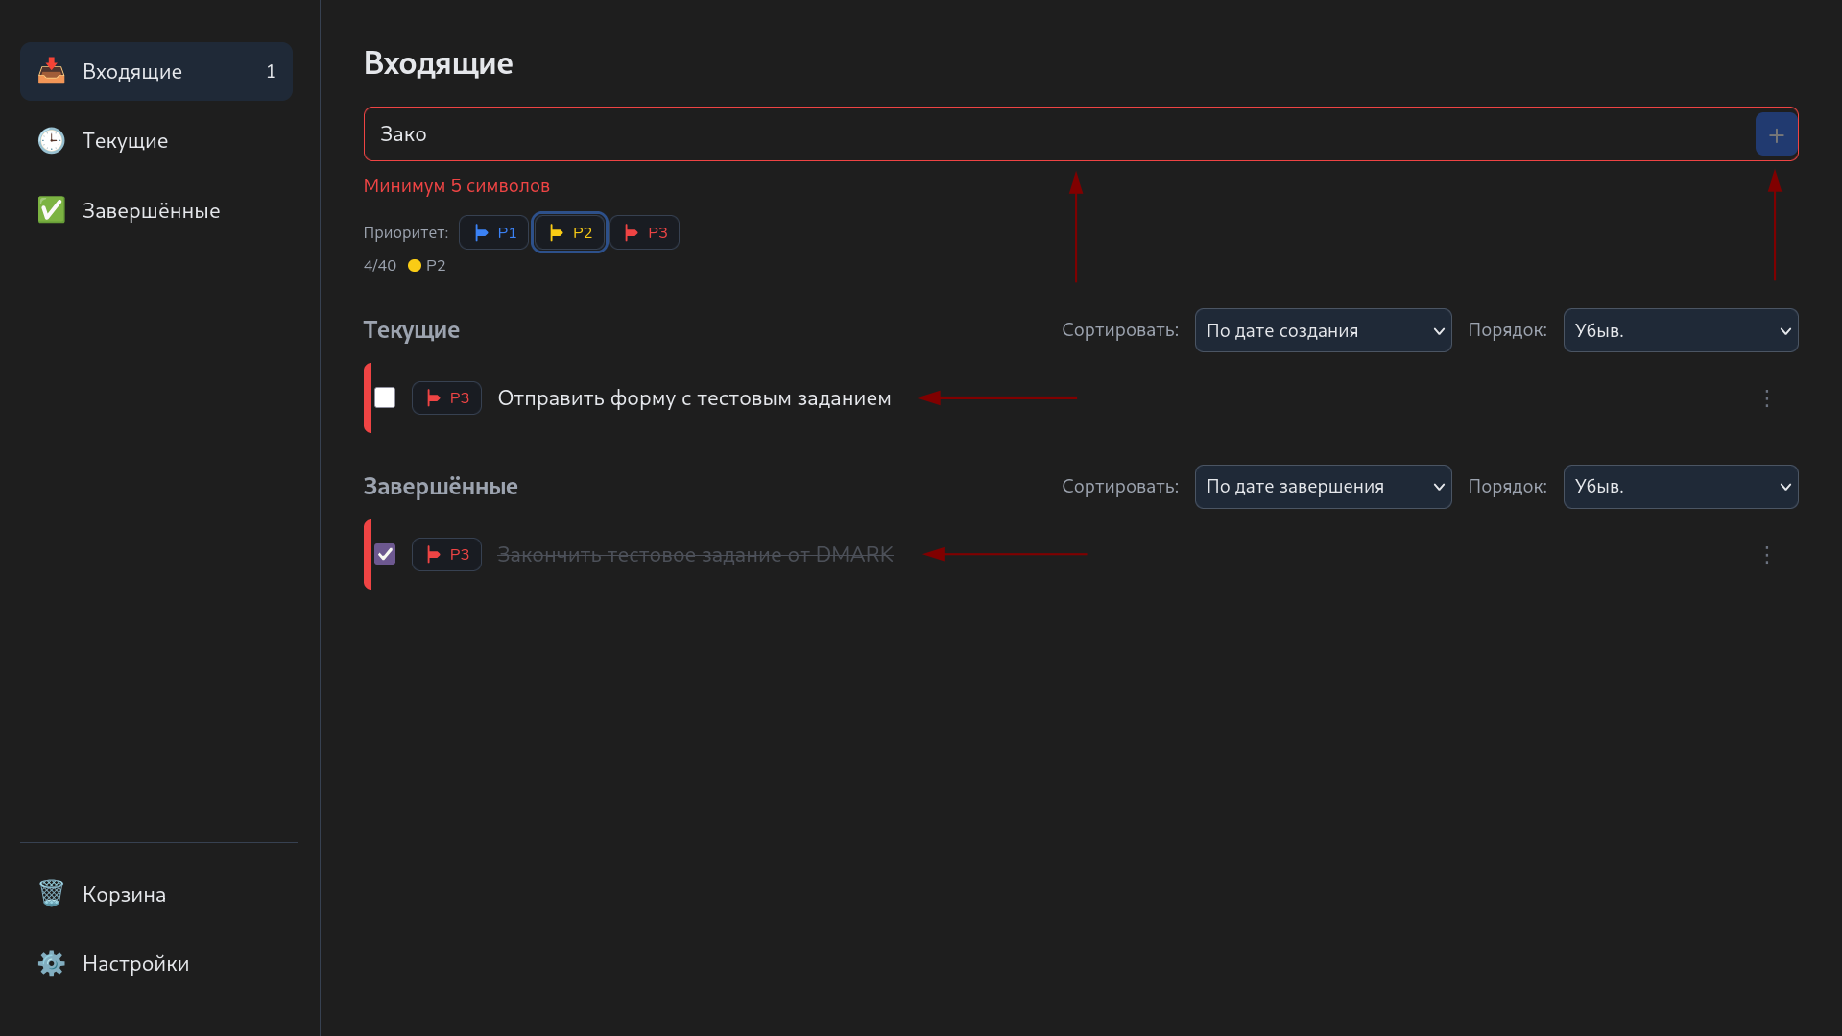 Входящие 1
Текущие
Завершённые
Корзина
Настройки
Входящие
Зако +
Минимум 5 символов
Приоритет: P1 P2 P3
4/40 P2
Текущие Сортировать: По дате создания Порядок: Убыв.
P3 Отправить форму с тестовым заданием
Завершённые Сортировать: По дате завершения Порядок: Убыв.
P3 Закончить тестовое задание от DMARK